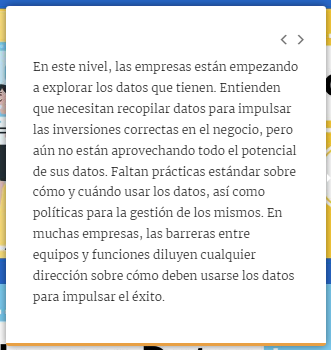 En este nivel, las empresas están empezando
a explorar los datos que tienen. Entienden
que necesitan recopilar datos para impulsar
las inversiones correctas en el negocio, pero
aún no están aprovechando todo el potencial
de sus datos. Faltan prácticas estándar sobre
cómo y cuándo usar los datos, así como
políticas para la gestión de los mismos. En
muchas empresas, las barreras entre
equipos y funciones diluyen cualquier
dirección sobre cómo deben usarse los datos
para impulsar el éxito.